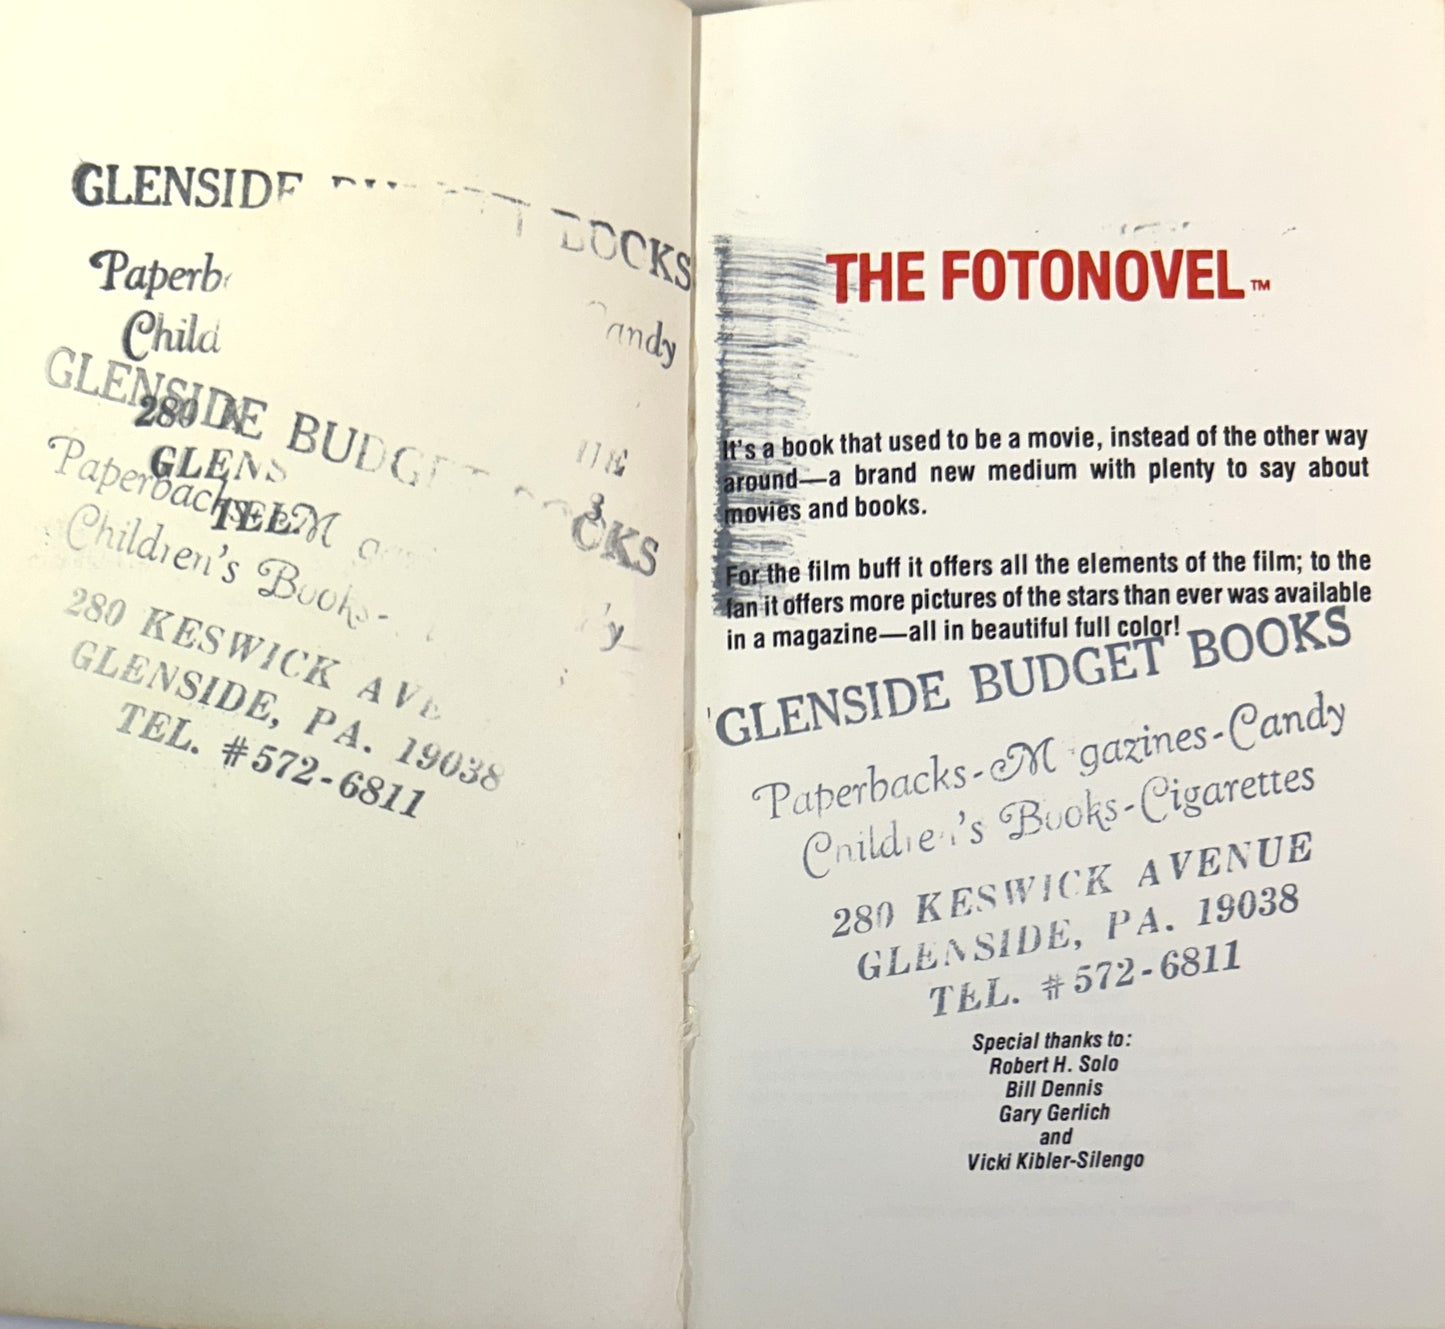 GLENSIDE BOOKS
Candy
GLENSIDE BUDGET BOOKS
280
TEL.
Paperbacks-
Children's Books-
280 KESWICK AVE
GLENSIDE, PA. 19038
TEL. #572-6811
THE FOTONOVEL™
It's a book that used to be a movie, instead of the other way
around—a brand new medium with plenty to say about
movies and books.
For the film buff it offers all the elements of the film; to the
fan it offers more pictures of the stars than ever was available
in a magazine—all in beautiful full color!
GLENSIDE BUDGET BOOKS
Paperbacks-Magazines-Candy
Children's Books-Cigarettes
280 KESWICK AVENUE
GLENSIDE, PA. 19038
TEL. #572-6811
Special thanks to:
Robert H. Solo
Bill Dennis
Gary Gerlich
and
Vicki Kibler-Silengo